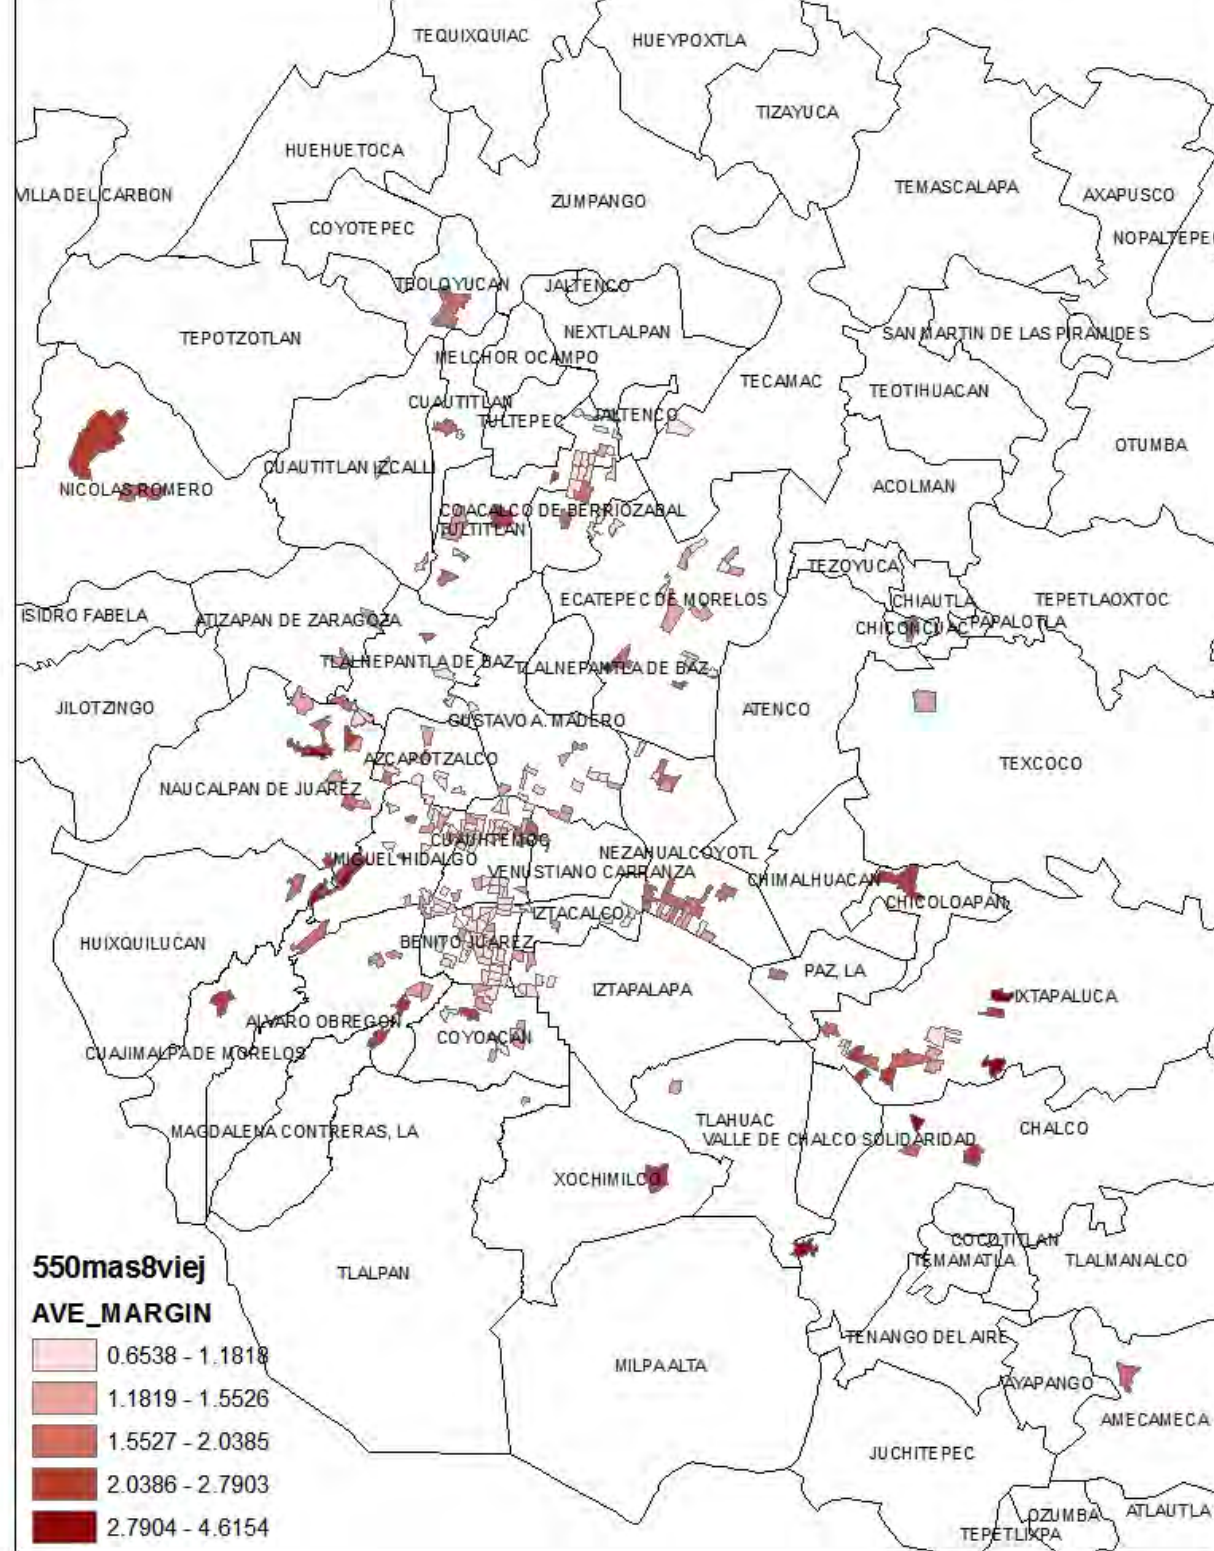 TEQUIXQUIAC
HUEYPOXTLA
TIZAYUCA
HUEHUETOCA
VILLA DEL CARBON
TEMASCALAPA
AXAPUSCO
ZUMPANGO
COYOTEPEC
NOPALTEPE
TEOLOYUCAN
JALTENCO
TEPOTZOTLAN
NEXTLALPAN
SAN MARTIN DE LAS PIRAMIDES
MELCHOR OCAMPO
TECAMAC
TEOTIHUACAN
CUAUTITLAN
TULTEPEC
JALTENCO
OTUMBA
CUAUTITLAN IZCALLI
NICOLAS ROMERO
ACOLMAN
COACALCO DE BERRIOZABAL
TULTITLAN
TEZOYUCA
ISIDRO FABELA
ATIZAPAN DE ZARAGOZA
ECATEPEC DE MORELOS
CHIAUTLA
TEPETLAOXTOC
CHICONCUAC
PAPALOTLA
TLALNEPANTLA DE BAZ
TLALNEPANTLA DE BAZ
JILOTZINGO
GUSTAVO A. MADERO
ATENCO
AZCAPOTZALCO
TEXCOCO
NAUCALPAN DE JUAREZ
CUAUHTEMOC
MIGUEL HIDALGO
NEZAHUALCOYOTL
VENUSTIANO CARRANZA
CHIMALHUACAN
CHICOLOAPAN
IZTACALCO
HUIXQUILUCAN
BENITO JUAREZ
PAZ, LA
IZTAPALAPA
IXTAPALUCA
ALVARO OBREGON
COYOACAN
CUAJIMALPA DE MORELOS
TLAHUAC
MAGDALENA CONTRERAS, LA
VALLE DE CHALCO SOLIDARIDAD
CHALCO
XOCHIMILCO
COCOTITLAN
TEMAMATLA
TLALMANALCO
TLALPAN
TENANGO DEL AIRE
MILPA ALTA
AYAPANGO
AMECAMECA
JUCHITEPEC
OZUMBA
ATLAUTLA
TEPETLIXPA
550mas8viej
AVE_MARGIN
0.6538 - 1.1818
1.1819 - 1.5526
1.5527 - 2.0385
2.0386 - 2.7903
2.7904 - 4.6154